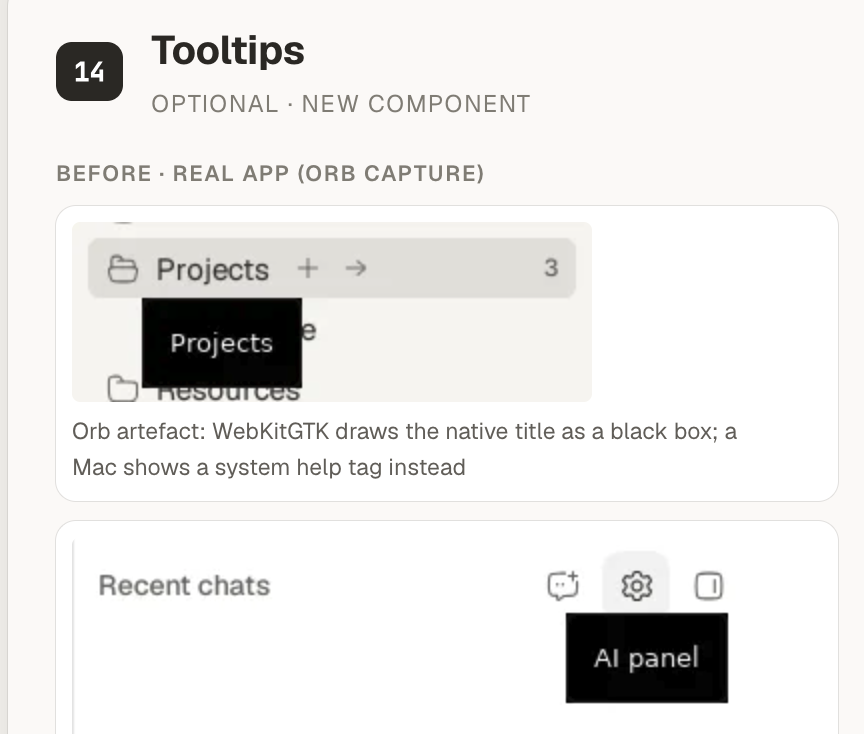 14
Tooltips
OPTIONAL · NEW COMPONENT
BEFORE · REAL APP (ORB CAPTURE)
Projects 3
Projects
Resources
Orb artefact: WebKitGTK draws the native title as a black box; a
Mac shows a system help tag instead
Recent chats
AI panel